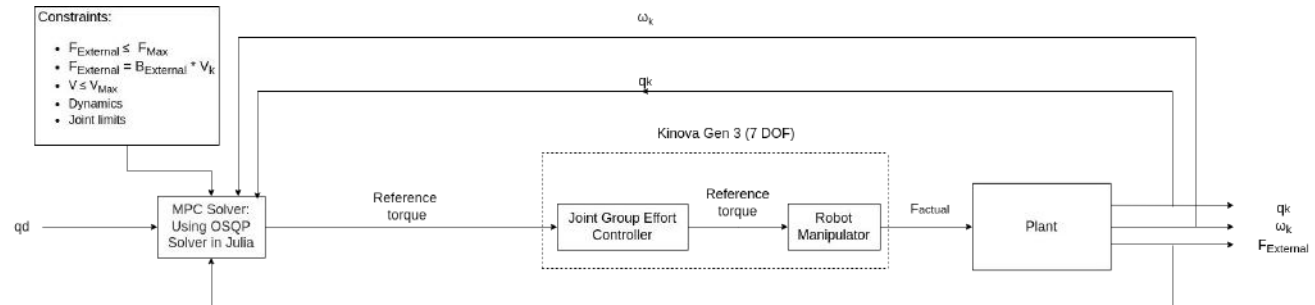 Constraints:
• F_External ≤ F_Max
• F_External = B_External * V_k
• V ≤ V_Max
• Dynamics
• Joint limits
ω_k
q_k
Kinova Gen 3 (7 DOF)
qd
MPC Solver:
Using OSQP
Solver in Julia
Reference
torque
Joint Group Effort
Controller
Reference
torque
Robot
Manipulator
F_actual
Plant
q_k
ω_k
F_External